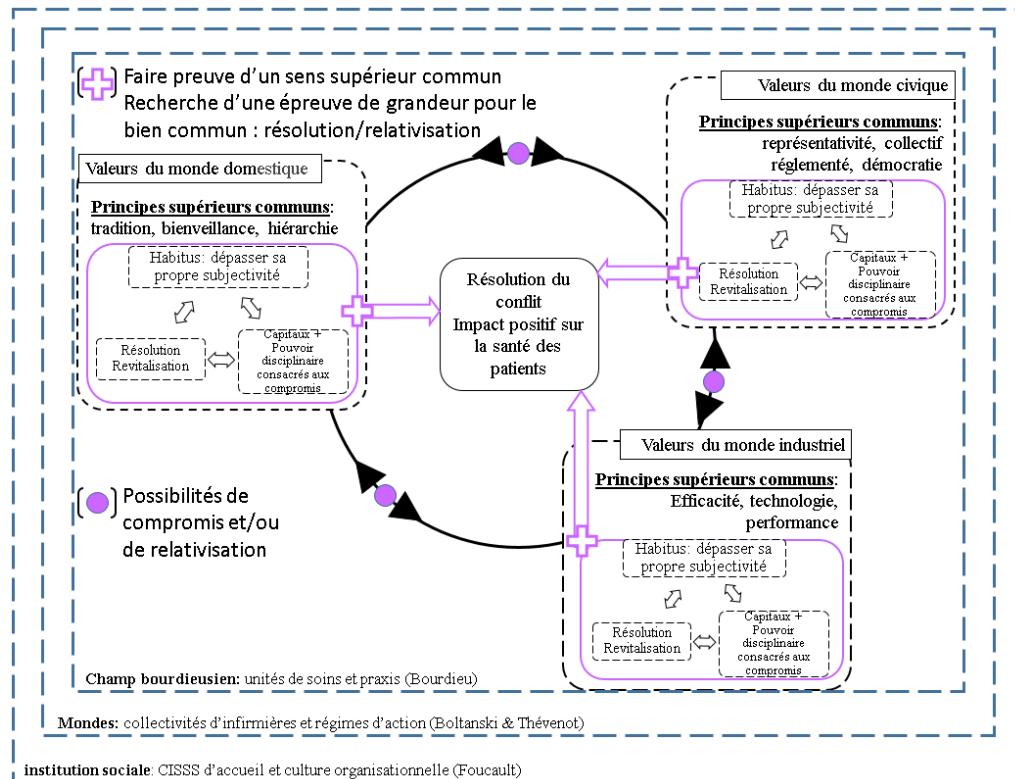 Faire preuve d'un sens supérieur commun
Recherche d'une épreuve de grandeur pour le
bien commun : résolution/relativisation
Valeurs du monde civique
Principes supérieurs communs:
représentativité, collectif
réglementé, démocratie
Habitus: dépasser sa
propre subjectivité
Résolution
Revitalisation
Capitaux +
Pouvoir
disciplinaire
consacrés aux
compromis
Valeurs du monde domestique
Principes supérieurs communs:
tradition, bienveillance, hiérarchie
Habitus: dépasser sa
propre subjectivité
Résolution
Revitalisation
Capitaux +
Pouvoir
disciplinaire
consacrés aux
compromis
Résolution du
conflit
Impact positif sur
la santé des
patients
Valeurs du monde industriel
Principes supérieurs communs:
Efficacité, technologie,
performance
Habitus: dépasser sa
propre subjectivité
Résolution
Revitalisation
Capitaux +
Pouvoir
disciplinaire
consacrés aux
compromis
Possibilités de
compromis et/ou
de relativisation
Champ bourdieusien: unités de soins et praxis (Bourdieu)
Mondes: collectivités d'infirmières et régimes d'action (Boltanski & Thévenot)
institution sociale: CISSS d'accueil et culture organisationnelle (Foucault)